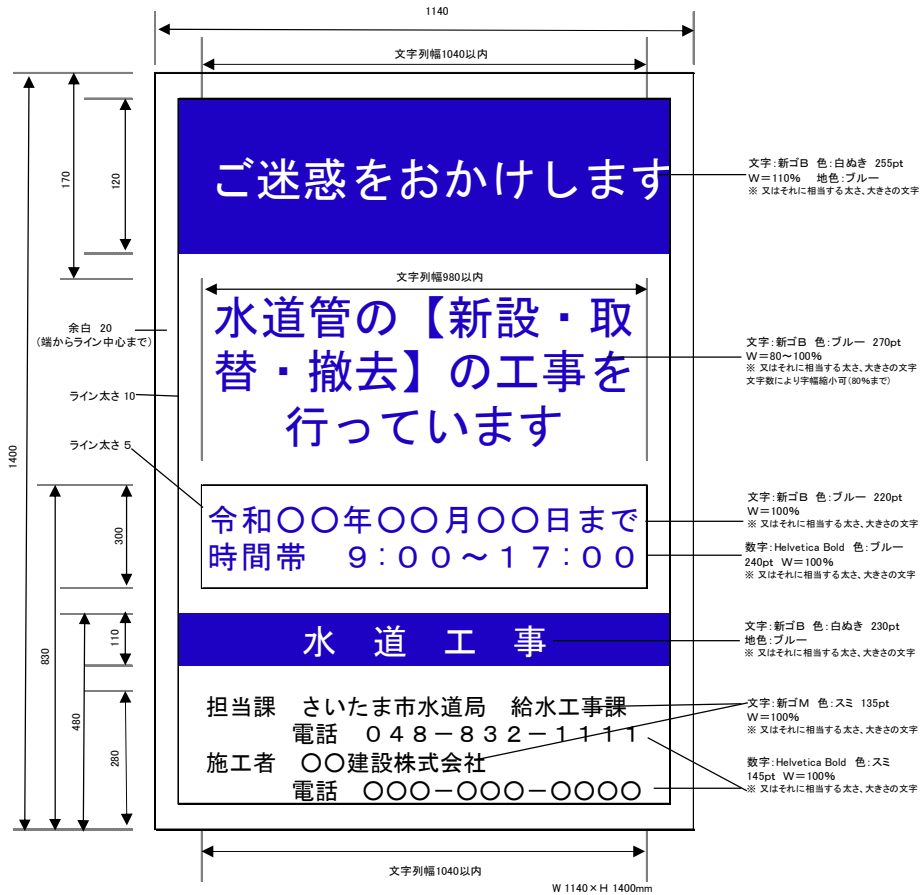 1140
文字列幅1040以内
170
120
ご迷惑をおかけします
文字:新ゴB 色:白ぬき 255pt
W=110% 地色:ブルー
※ 又はそれに相当する太さ、大きさの文字
文字列幅980以内
水道管の【新設・取
替・撤去】の工事を
行っています
余白 20
(端からライン中心まで)
文字:新ゴB 色:ブルー 270pt
W=80～100%
※ 又はそれに相当する太さ、大きさの文字
文字数により字幅縮小可(80%まで)
ライン太さ 10
ライン太さ 5
1400
令和〇〇年〇〇月〇〇日まで
時間帯 9:00～17:00
300
文字:新ゴB 色:ブルー 220pt
W=100%
※ 又はそれに相当する太さ、大きさの文字
数字:Helvetica Bold 色:ブルー
240pt W=100%
※ 又はそれに相当する太さ、大きさの文字
水 道 工 事
110
830
文字:新ゴB 色:白ぬき 230pt
地色:ブルー
※ 又はそれに相当する太さ、大きさの文字
480
280
担当課 さいたま市水道局 給水工事課
電話 048－832－1111
施工者 〇〇建設株式会社
電話 〇〇〇－〇〇〇－〇〇〇〇
文字:新ゴM 色:スミ 135pt
W=100%
※ 又はそれに相当する太さ、大きさの文字
数字:Helvetica Bold 色:スミ
145pt W=100%
※ 又はそれに相当する太さ、大きさの文字
文字列幅1040以内
W 1140×H 1400mm